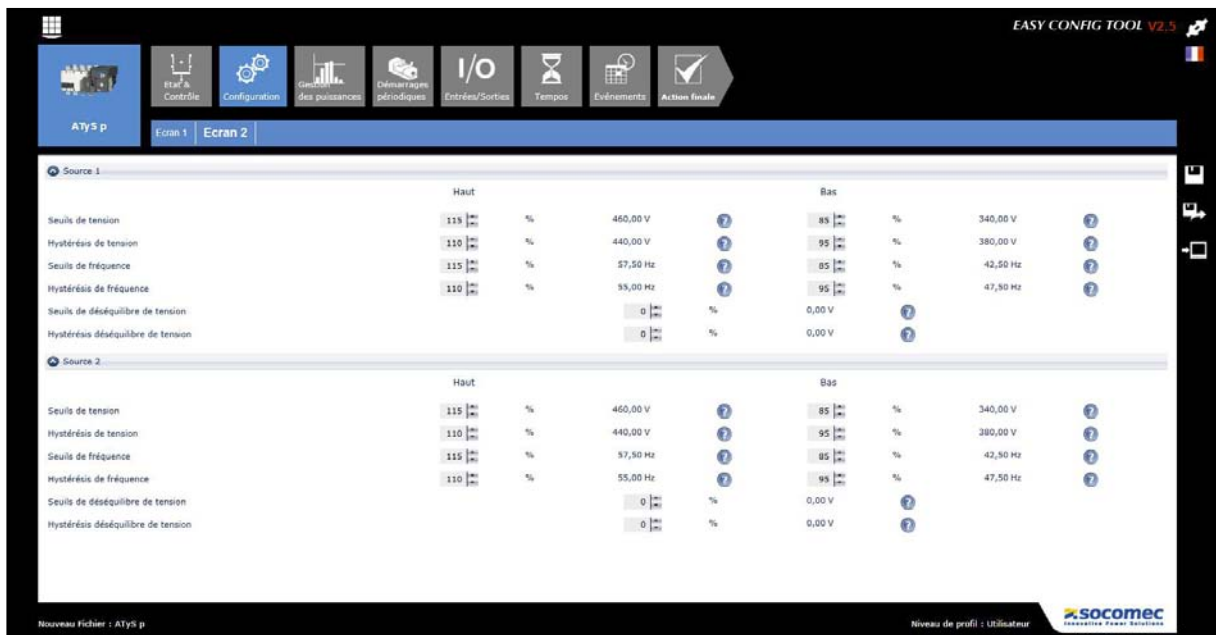 EASY CONFIG TOOL V2.5
Etat & Contrôle
Configuration
Gestion des puissances
Démarrages périodiques
I/O
Entrées/Sorties
Tempos
Evénements
Action finale
ATyS p
Ecran 1
Ecran 2
Source 1
Haut Bas
Seuils de tension 115 % 460,00 V 85 % 340,00 V
Hystérésis de tension 110 % 440,00 V 95 % 380,00 V
Seuils de fréquence 115 % 57,50 Hz 85 % 42,50 Hz
Hystérésis de fréquence 110 % 55,00 Hz 95 % 47,50 Hz
Seuils de déséquilibre de tension 0 % 0,00 V
Hystérésis déséquilibre de tension 0 % 0,00 V
Source 2
Haut Bas
Seuils de tension 115 % 460,00 V 85 % 340,00 V
Hystérésis de tension 110 % 440,00 V 95 % 380,00 V
Seuils de fréquence 115 % 57,50 Hz 85 % 42,50 Hz
Hystérésis de fréquence 110 % 55,00 Hz 95 % 47,50 Hz
Seuils de déséquilibre de tension 0 % 0,00 V
Hystérésis déséquilibre de tension 0 % 0,00 V
Nouveau Fichier : ATyS p
Niveau de profil : Utilisateur
socomec
Innovative Power Solutions